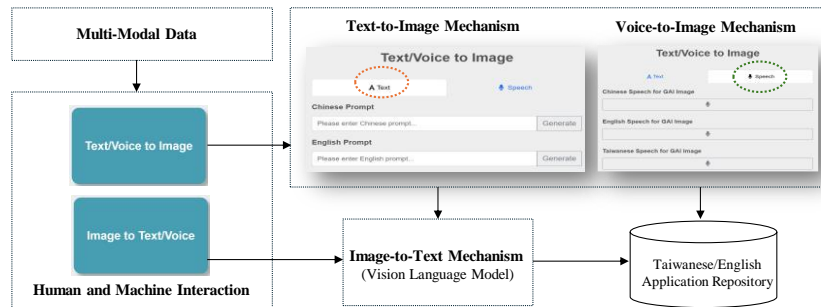 Multi-Modal Data
Text/Voice to Image
Image to Text/Voice
Human and Machine Interaction
Text-to-Image Mechanism
Text/Voice to Image
A Text
Speech
Chinese Prompt
Please enter Chinese prompt...
Generate
English Prompt
Please enter English prompt...
Generate
Voice-to-Image Mechanism
Text/Voice to Image
A Text
Speech
Chinese Speech for GAI Image
English Speech for GAI Image
Taiwanese Speech for GAI Image
Image-to-Text Mechanism
(Vision Language Model)
Taiwanese/English
Application Repository